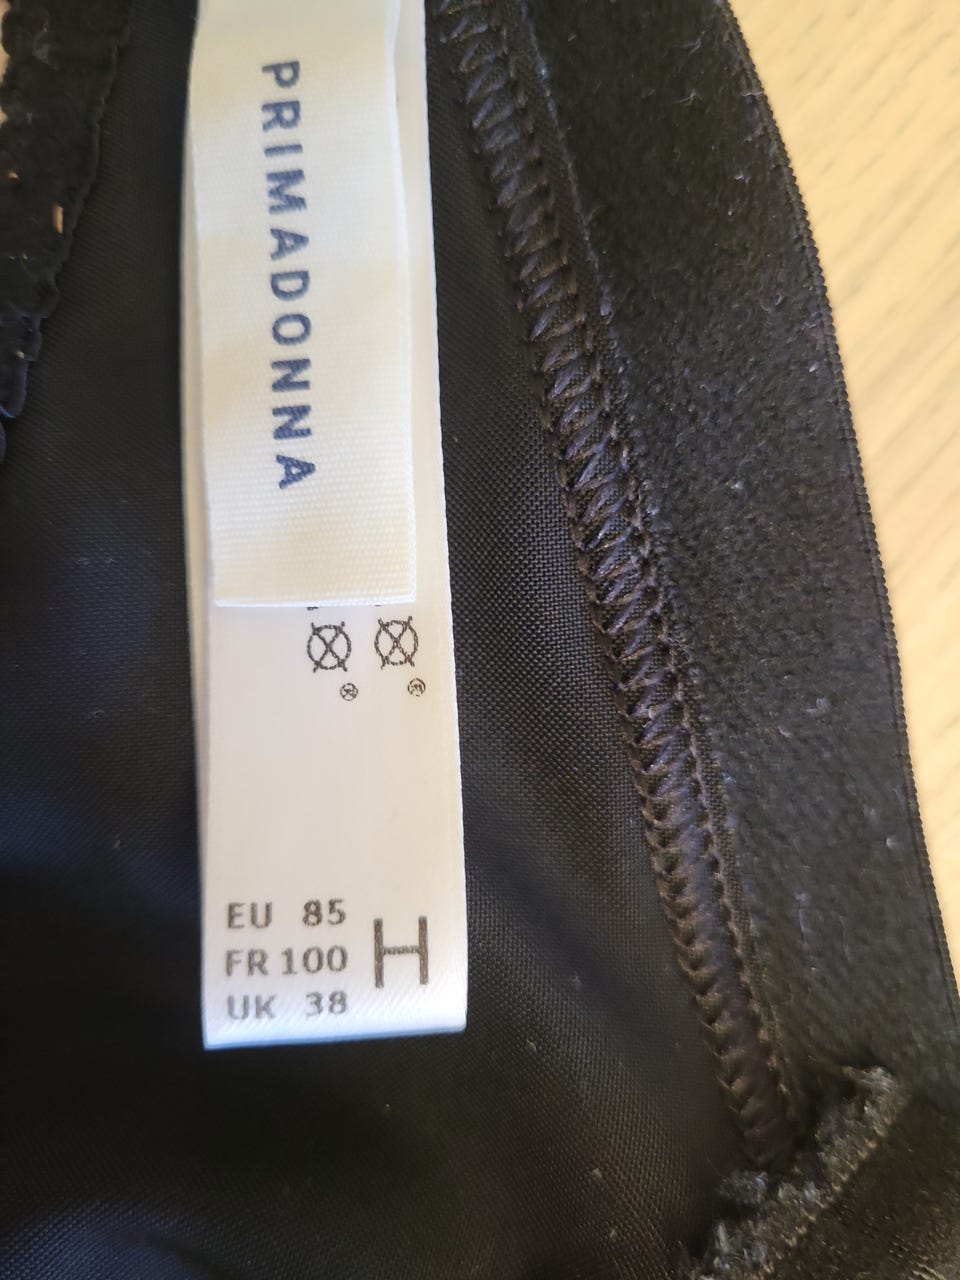 PRIMADONNA
EU 85
FR 100 H
UK 38